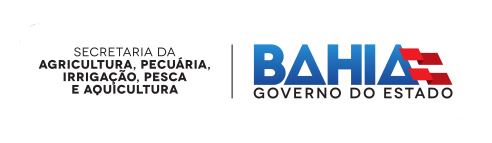 SECRETARIA DA
AGRICULTURA, PECUÁRIA,
IRRIGAÇÃO, PESCA
E AQUICULTURA
BAHIA
GOVERNO DO ESTADO